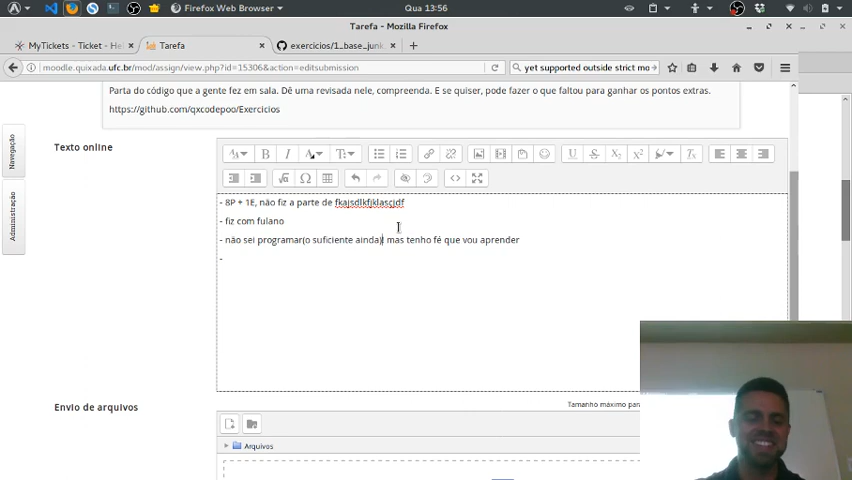 Firefox Web Browser
Qua 13:56
Tarefa - Mozilla Firefox
MyTickets - Ticket - Hel
Tarefa
exercicios/1_base_junk
moodle.quixada.ufc.br/mod/assign/view.php?id=15306&action=editsubmission
yet supported outside strict mo
Parta do código que a gente fez em sala. Dê uma revisada nele, compreenda. E se quiser, pode fazer o que faltou para ganhar os pontos extras.
https://github.com/qxcodepoo/Exercicios
Navegação
Administração
Texto online
- 8P + 1E, não fiz a parte de fkajsdlkfjklascjdf
- fiz com fulano
- não sei programar(o suficiente ainda)! mas tenho fé que vou aprender
-
Envio de arquivos
Tamanho máximo par
Arquivos